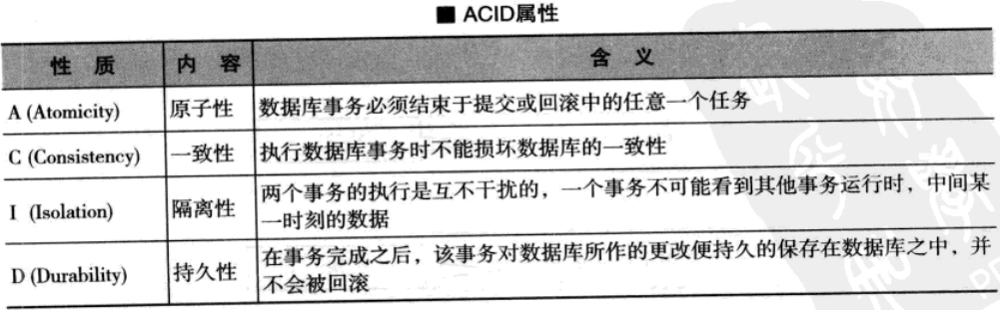 ■ ACID属性
性 质 内 容 含 义
A (Atomicity) 原子性 数据库事务必须结束于提交或回滚中的任意一个任务
C (Consistency) 一致性 执行数据库事务时不能损坏数据库的一致性
I (Isolation) 隔离性 两个事务的执行是互不干扰的，一个事务不可能看到其他事务运行时，中间某
一时刻的数据
D (Durability) 持久性 在事务完成之后，该事务对数据库所作的更改便持久的保存在数据库之中，并
不会被回滚